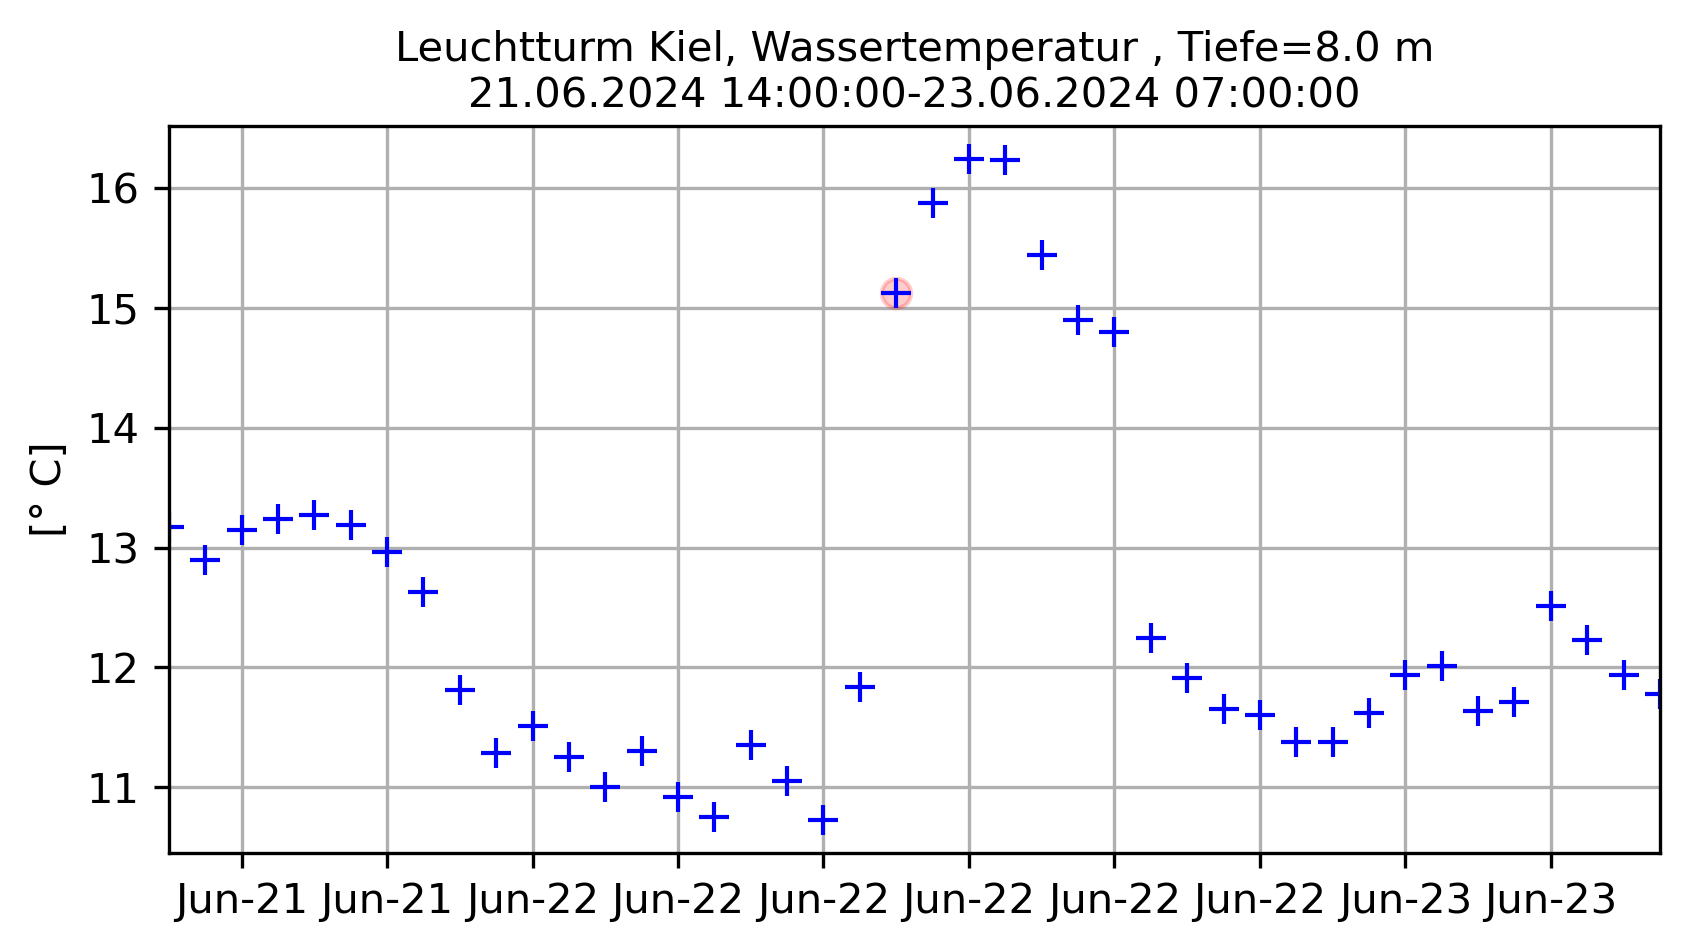 Leuchtturm Kiel, Wassertemperatur , Tiefe=8.0 m
21.06.2024 14:00:00-23.06.2024 07:00:00
[° C]
16
15
14
13
12
11
Jun-21 Jun-21 Jun-22 Jun-22 Jun-22 Jun-22 Jun-22 Jun-22 Jun-23 Jun-23